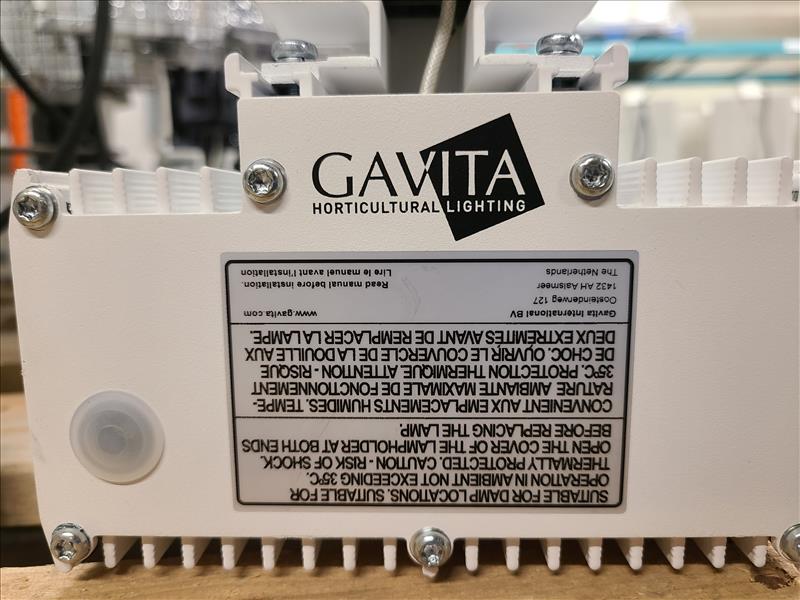 GAVITA
HORTICULTURAL LIGHTING
SUITABLE FOR DAMP LOCATIONS. SUITABLE FOR
OPERATION IN AMBIENT NOT EXCEEDING 35ºC.
THERMALLY PROTECTED. CAUTION - RISK OF SHOCK.
OPEN THE COVER OF THE LAMPHOLDER AT BOTH ENDS
BEFORE REPLACING THE LAMP.
CONVENIENT AUX EMPLACEMENTS HUMIDES. TEMPE-
RATURE AMBIANTE MAXIMALE DE FONCTIONNEMENT
35ºC. PROTECTION THERMIQUE. ATTENTION - RISQUE
DE CHOC. OUVRIR LE COUVERCLE DE LA DOUILLE AUX
DEUX EXTREMITÉS AVANT DE REMPLACER LA LAMPE.
Gavita International BV
Oosteinderweg 127
1432 AH Aalsmeer
The Netherlands
www.gavita.com
Read manual before installation.
Lire le manuel avant l'installation